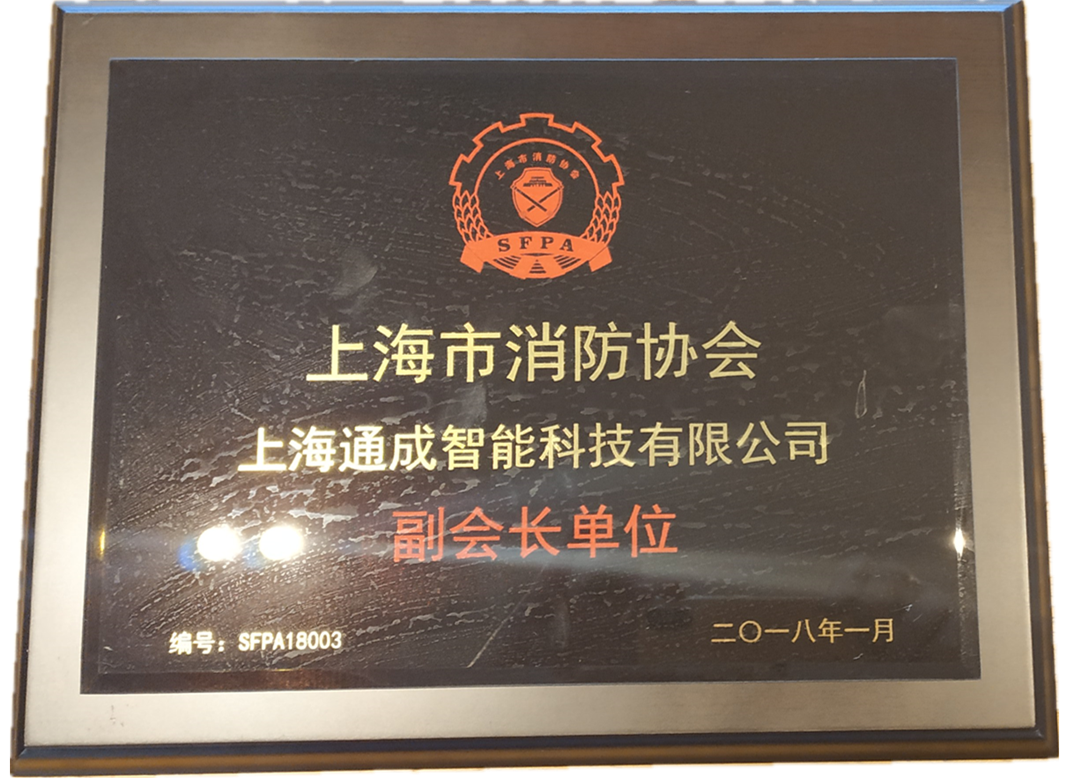 上海市消防协会
SFPA
上海市消防协会
上海通成智能科技有限公司
副会长单位
编号：SFPA18003
二〇一八年一月